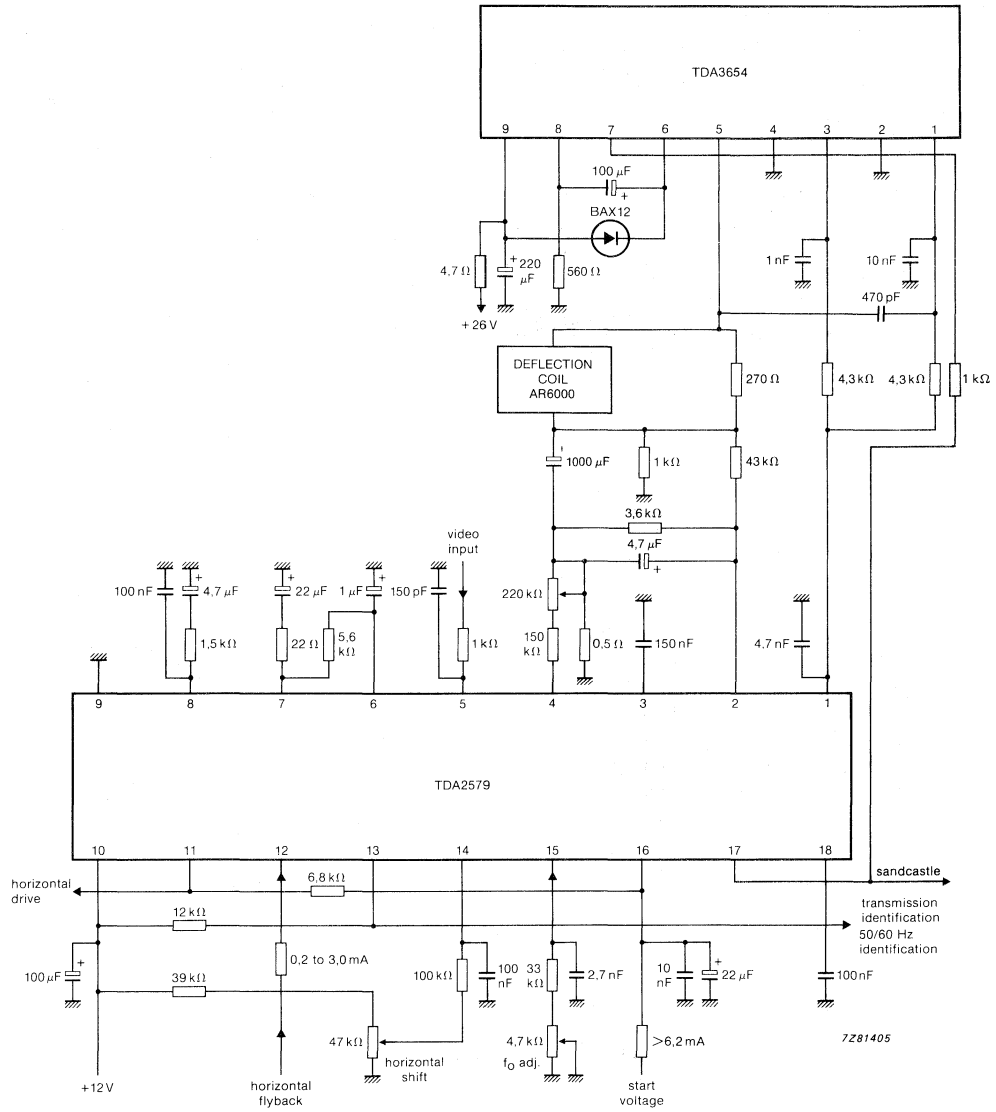 TDA3654
9 8 7 6 5 4 3 2 1
100 μF
+
BAX12
4,7 Ω
+ 220
μF
560 Ω
+ 26 V
1 nF
10 nF
470 pF
DEFLECTION
COIL
AR6000
270 Ω
4,3 kΩ
4,3 kΩ
1 kΩ
1000 μF
1 kΩ
43 kΩ
3,6 kΩ
4,7 μF
+
video
input
100 nF
+
4,7 μF
+
22 μF
1 μF
+
150 pF
220 kΩ
1,5 kΩ
22 Ω
5,6
kΩ
1 kΩ
150
kΩ
0,5 Ω
150 nF
4,7 nF
9 8 7 6 5 4 3 2 1
TDA2579
10 11 12 13 14 15 16 17 18
horizontal
drive
6,8 kΩ
sandcastle
12 kΩ
transmission
identification
50/60 Hz
identification
100 μF
+
39 kΩ
0,2 to 3,0 mA
100 kΩ
100
nF
33
kΩ
2,7 nF
10
nF
+
22 μF
100 nF
47 kΩ
horizontal
shift
4,7 kΩ
fO adj.
>6,2 mA
7Z81405
+12 V
horizontal
flyback
start
voltage